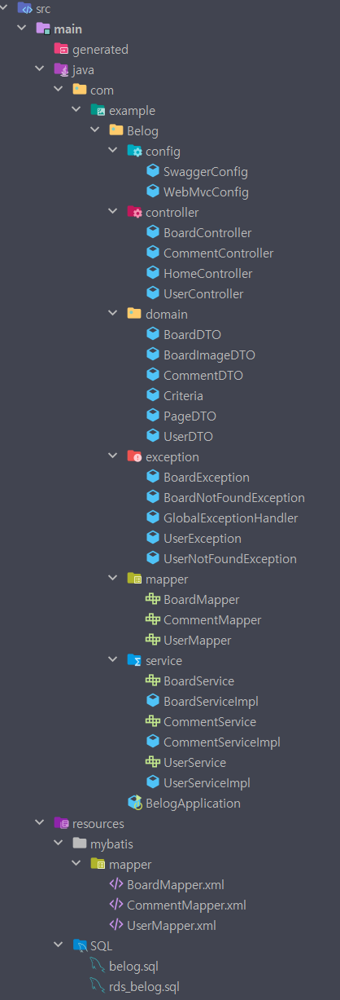 src
main
generated
java
com
example
Belog
config
SwaggerConfig
WebMvcConfig
controller
BoardController
CommentController
HomeController
UserController
domain
BoardDTO
BoardImageDTO
CommentDTO
Criteria
PageDTO
UserDTO
exception
BoardException
BoardNotFoundException
GlobalExceptionHandler
UserException
UserNotFoundException
mapper
BoardMapper
CommentMapper
UserMapper
service
BoardService
BoardServiceImpl
CommentService
CommentServiceImpl
UserService
UserServiceImpl
BelogApplication
resources
mybatis
mapper
BoardMapper.xml
CommentMapper.xml
UserMapper.xml
SQL
belog.sql
rds_belog.sql